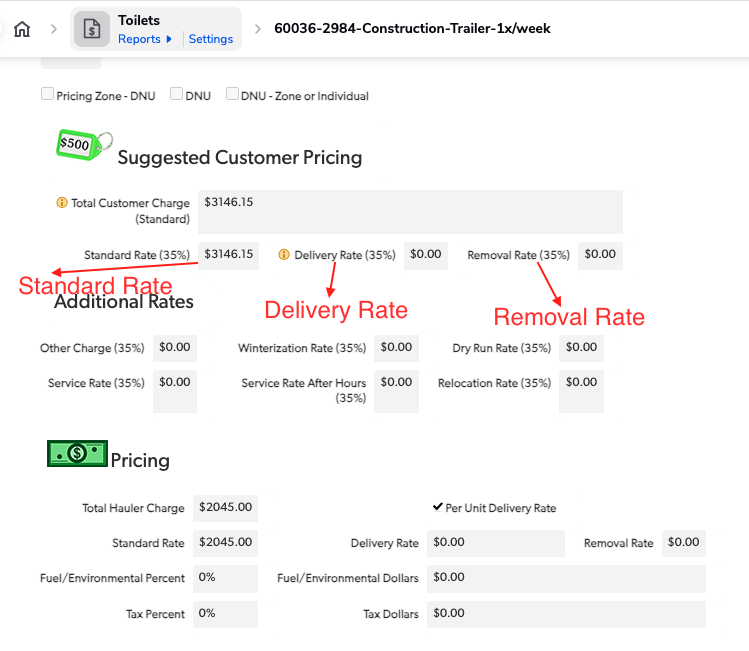 Toilets
Reports Settings
60036-2984-Construction-Trailer-1x/week
Pricing Zone - DNU DNU DNU - Zone or Individual
$500
Suggested Customer Pricing
Total Customer Charge (Standard) $3146.15
Standard Rate (35%) $3146.15 Delivery Rate (35%) $0.00 Removal Rate (35%) $0.00
Standard Rate
Delivery Rate
Removal Rate
Additional Rates
Other Charge (35%) $0.00 Winterization Rate (35%) $0.00 Dry Run Rate (35%) $0.00
Service Rate (35%) $0.00 Service Rate After Hours (35%) $0.00 Relocation Rate (35%) $0.00
$
Pricing
Total Hauler Charge $2045.00 Per Unit Delivery Rate
Standard Rate $2045.00 Delivery Rate $0.00 Removal Rate $0.00
Fuel/Environmental Percent 0% Fuel/Environmental Dollars $0.00
Tax Percent 0% Tax Dollars $0.00